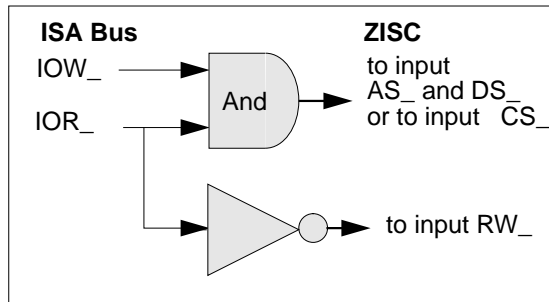 ISA Bus
ZISC
IOW_
to input
AS_ and DS_
And
IOR_
or to input CS_
to input RW_